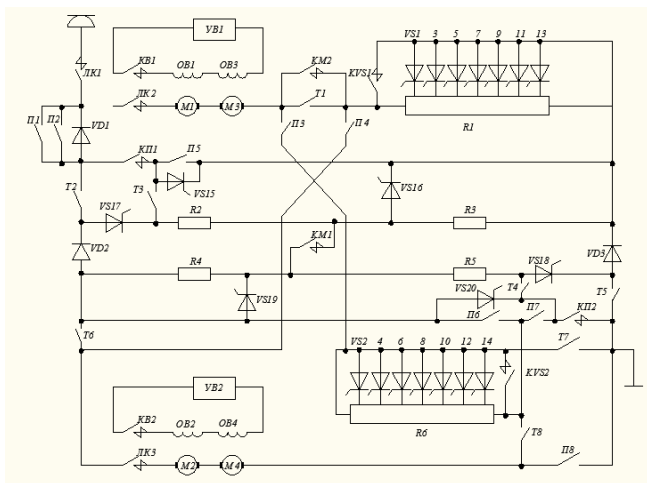 УВ1
VS1 3 5 7 9 11 13
КВ1 ОВ1 ОВ3 КМ2 KVS1
ЛК1
ЛК2 М1 М3 Т1
R1
П1 П2 VD1 П3 П4
КП1 П5
Т2 Т3 VS15 VS16
VS17 R2 R3
КМ1
VD2 VD3
R4 R5 VS18
VS19 VS20 Т4 Т5
П6 П7 КП2
Т6 Т7
VS2 4 6 8 10 12 14
KVS2
УВ2
КВ2 ОВ2 ОВ4 R6
Т8
ЛК3 М2 М4 П8